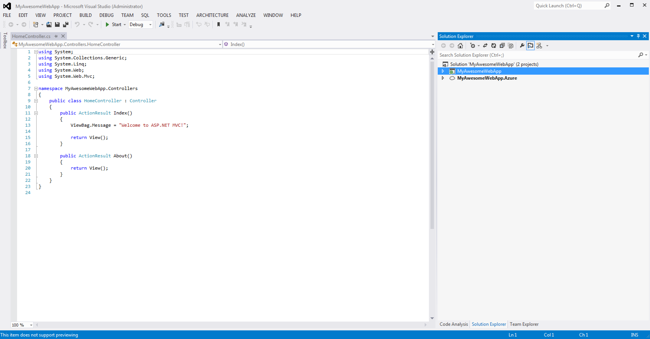 MyAwesomeWebApp - Microsoft Visual Studio (Administrator)
Quick Launch (Ctrl+Q)
FILE EDIT VIEW PROJECT BUILD DEBUG TEAM SQL TOOLS TEST ARCHITECTURE ANALYZE WINDOW HELP
Start Debug
Toolbox
HomeController.cs
MyAwesomeWebApp.Controllers.HomeController
Index()
1 using System;
2 using System.Collections.Generic;
3 using System.Linq;
4 using System.Web;
5 using System.Web.Mvc;
6
7 namespace MyAwesomeWebApp.Controllers
8 {
9 public class HomeController : Controller
10 {
11 public ActionResult Index()
12 {
13 ViewBag.Message = "Welcome to ASP.NET MVC!";
14
15 return View();
16 }
17
18 public ActionResult About()
19 {
20 return View();
21 }
22 }
23 }
24
100 %
Solution Explorer
Search Solution Explorer (Ctrl+;)
Solution 'MyAwesomeWebApp' (2 projects)
MyAwesomeWebApp
MyAwesomeWebApp.Azure
Code Analysis Solution Explorer Team Explorer
This item does not support previewing
Ln 1 Col 1 Ch 1 INS